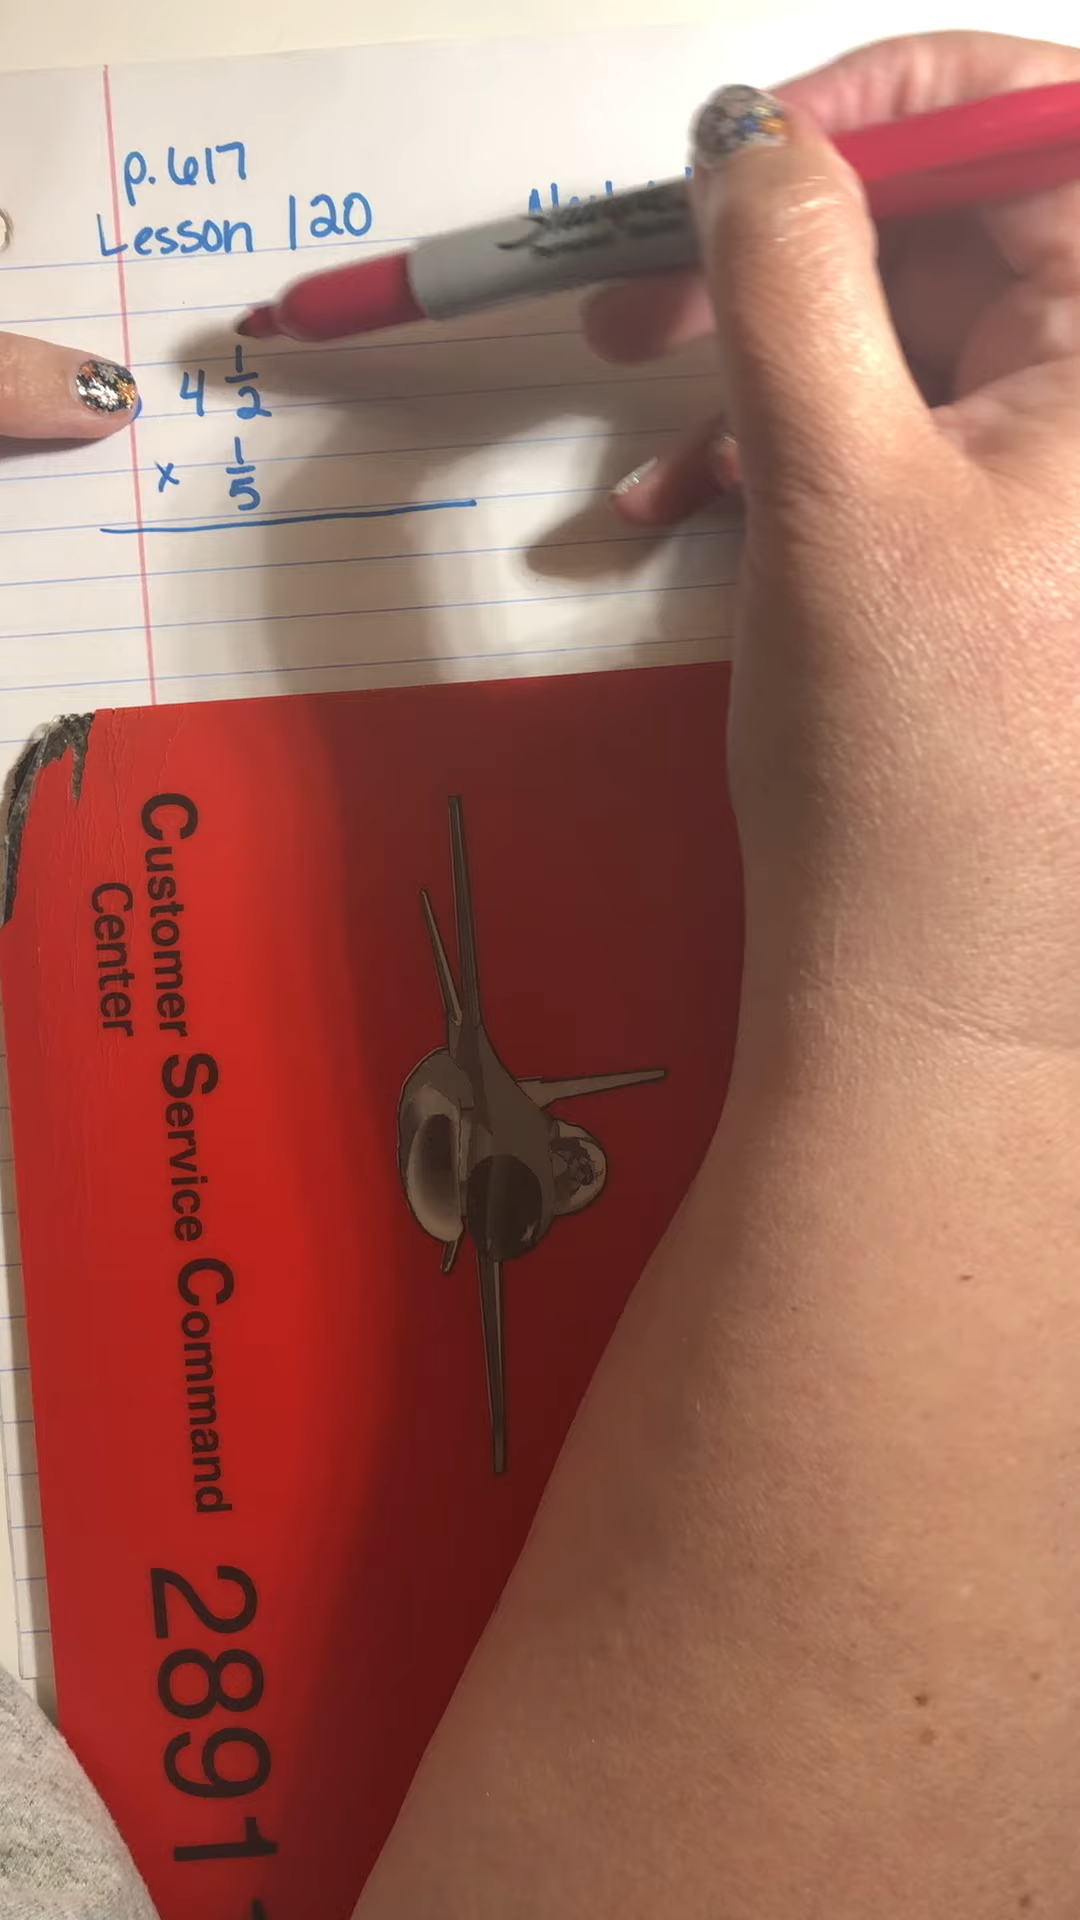 p. 617
Lesson 120
4 1/2
x 1/5
Customer Service Command
Center
2891